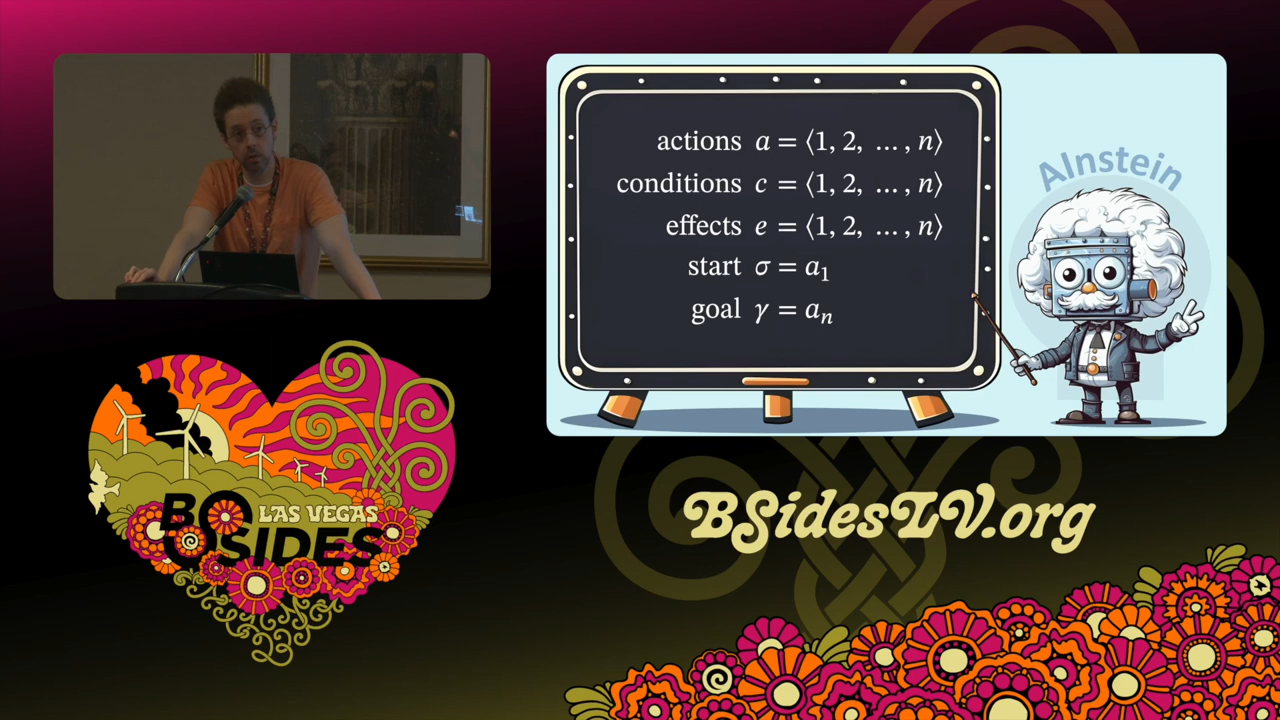 actions a = ⟨1, 2, … , n⟩
conditions c = ⟨1, 2, … , n⟩
effects e = ⟨1, 2, … , n⟩
start σ = a₁
goal γ = aₙ
AInstein
LAS VEGAS
BSIDES
BSidesLV.org